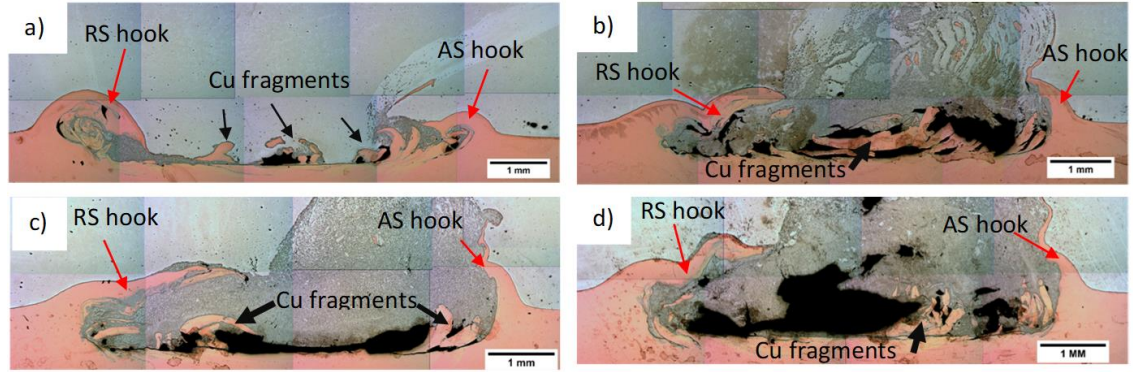 a)
RS hook
Cu fragments
AS hook
1 mm
b)
RS hook
AS hook
Cu fragments
1 mm
c)
RS hook
AS hook
Cu fragments
1 mm
d)
RS hook
AS hook
Cu fragments
1 MM